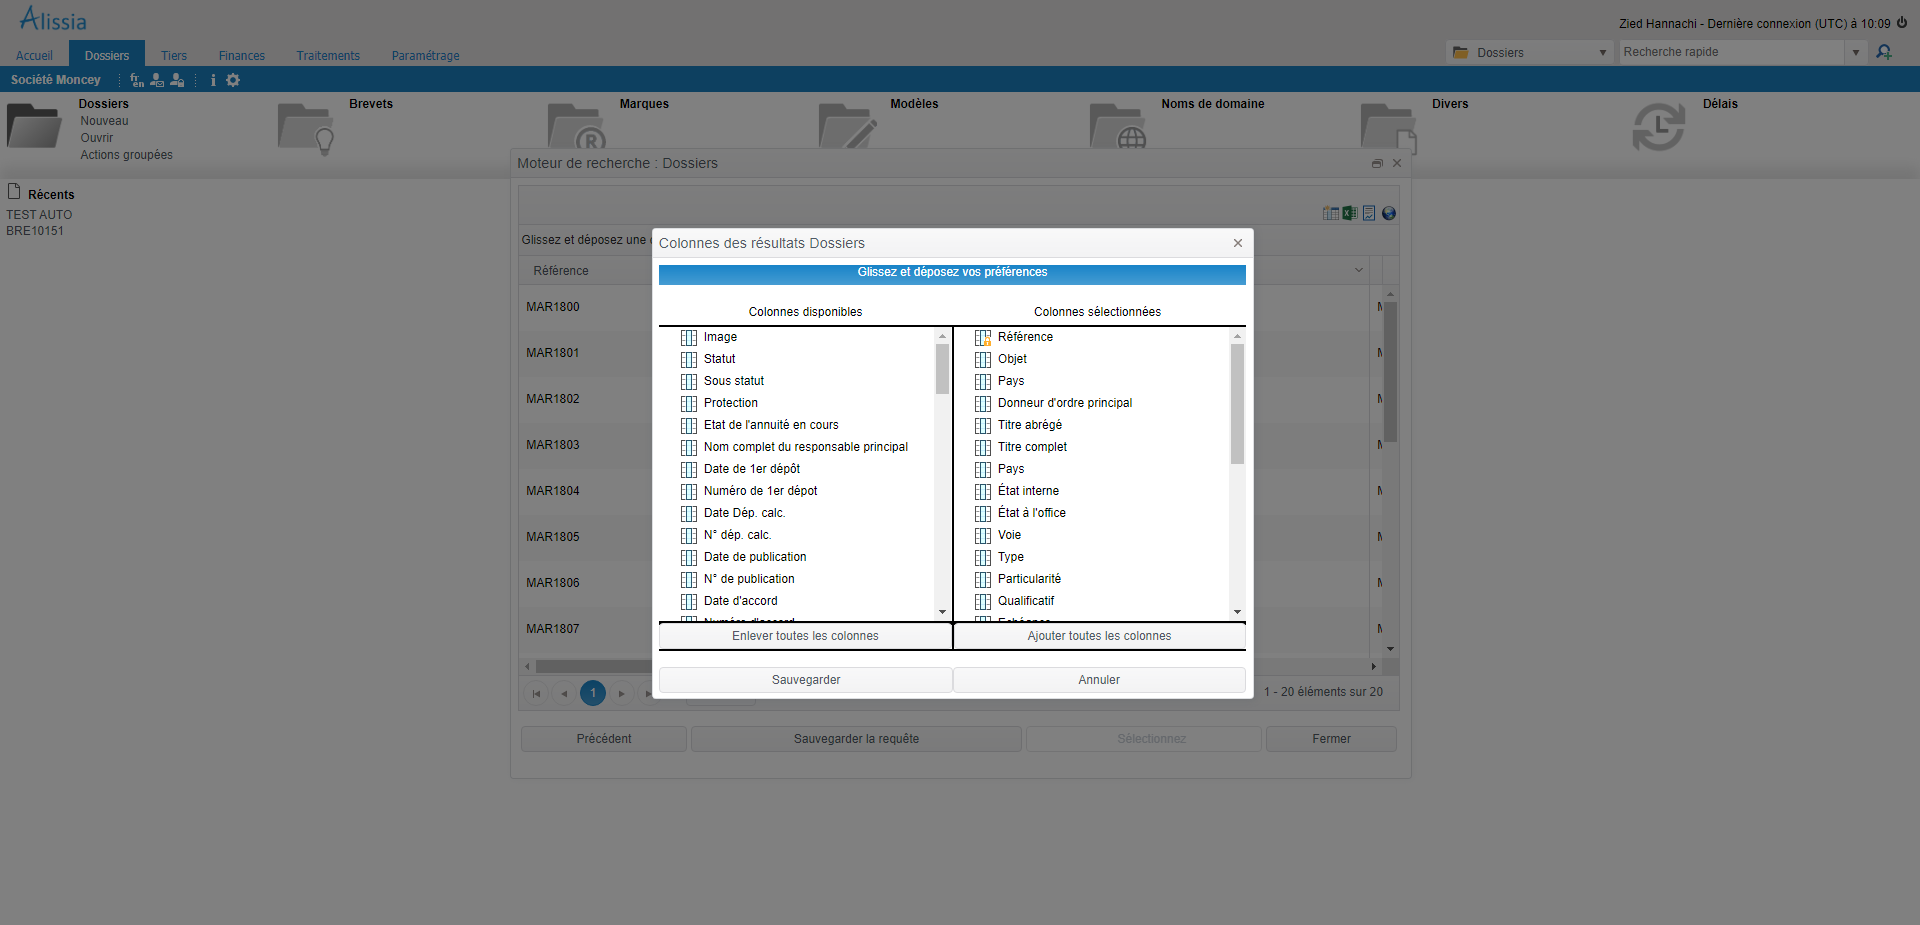 Alissia
Zied Hannachi - Dernière connexion (UTC) à 10:09
Accueil Dossiers Tiers Finances Traitements Paramétrage
Dossiers Recherche rapide
Société Moncey fr en
Dossiers
Nouveau
Ouvrir
Actions groupées
Brevets
Marques
Modèles
Noms de domaine
Divers
Délais
Récents
TEST AUTO
BRE10151
Moteur de recherche : Dossiers
Glissez et déposez une
Référence
MAR1800
MAR1801
MAR1802
MAR1803
MAR1804
MAR1805
MAR1806
MAR1807
Colonnes des résultats Dossiers
Glissez et déposez vos préférences
Colonnes disponibles
Image
Statut
Sous statut
Protection
Etat de l'annuité en cours
Nom complet du responsable principal
Date de 1er dépôt
Numéro de 1er dépot
Date Dép. calc.
N° dép. calc.
Date de publication
N° de publication
Date d'accord
Numéro d'accord
Enlever toutes les colonnes
Colonnes sélectionnées
Référence
Objet
Pays
Donneur d'ordre principal
Titre abrégé
Titre complet
Pays
État interne
État à l'office
Voie
Type
Particularité
Qualificatif
Echéance
Ajouter toutes les colonnes
Sauvegarder Annuler
1
1 - 20 éléments sur 20
Précédent Sauvegarder la requête Sélectionnez Fermer